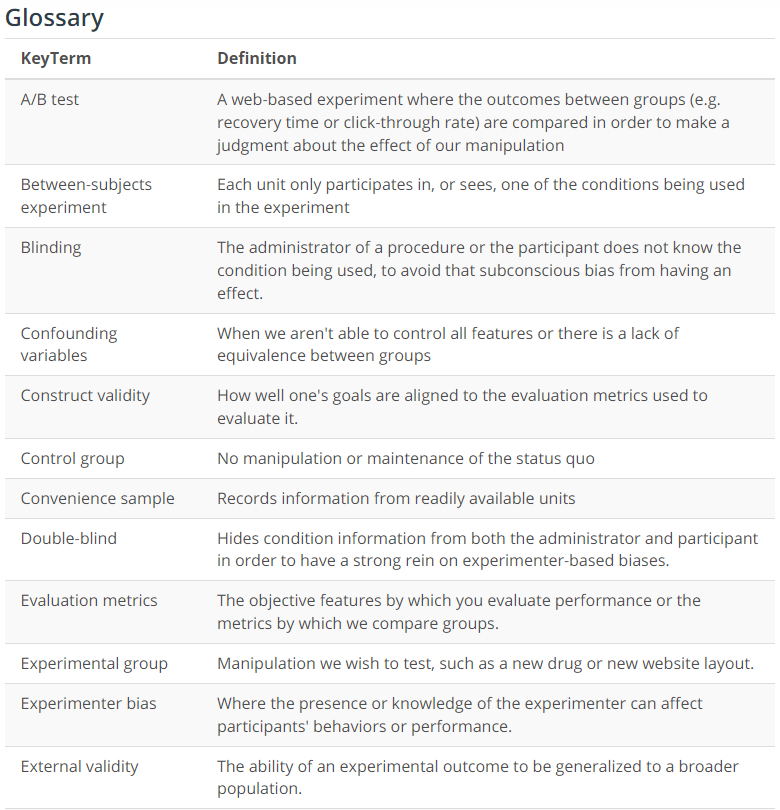 Glossary
KeyTerm Definition
A/B test A web-based experiment where the outcomes between groups (e.g.
recovery time or click-through rate) are compared in order to make a
judgment about the effect of our manipulation
Between-subjects Each unit only participates in, or sees, one of the conditions being used
experiment in the experiment
Blinding The administrator of a procedure or the participant does not know the
condition being used, to avoid that subconscious bias from having an
effect.
Confounding When we aren't able to control all features or there is a lack of
variables equivalence between groups
Construct validity How well one's goals are aligned to the evaluation metrics used to
evaluate it.
Control group No manipulation or maintenance of the status quo
Convenience sample Records information from readily available units
Double-blind Hides condition information from both the administrator and participant
in order to have a strong rein on experimenter-based biases.
Evaluation metrics The objective features by which you evaluate performance or the
metrics by which we compare groups.
Experimental group Manipulation we wish to test, such as a new drug or new website layout.
Experimenter bias Where the presence or knowledge of the experimenter can affect
participants' behaviors or performance.
External validity The ability of an experimental outcome to be generalized to a broader
population.